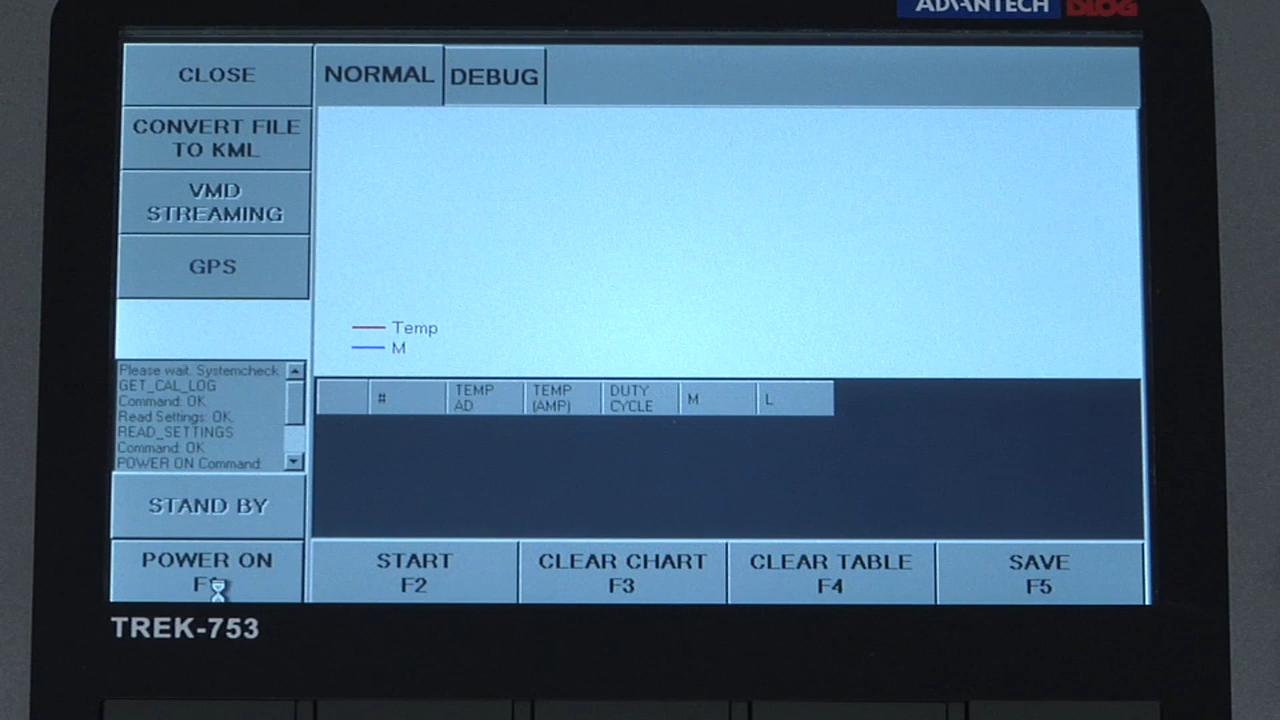 ADVANTECH DLOG
CLOSE
NORMAL
DEBUG
CONVERT FILE
TO KML
VMD
STREAMING
GPS
Temp
M
Please wait. Systemcheck
GET_CAL_LOG
Command: OK
Read Settings: OK.
READ_SETTINGS
Command: OK
POWER ON Command:
#
TEMP
AD
TEMP
(AMP)
DUTY
CYCLE
M
L
STAND BY
POWER ON
START
F2
CLEAR CHART
F3
CLEAR TABLE
F4
SAVE
F5
TREK-753